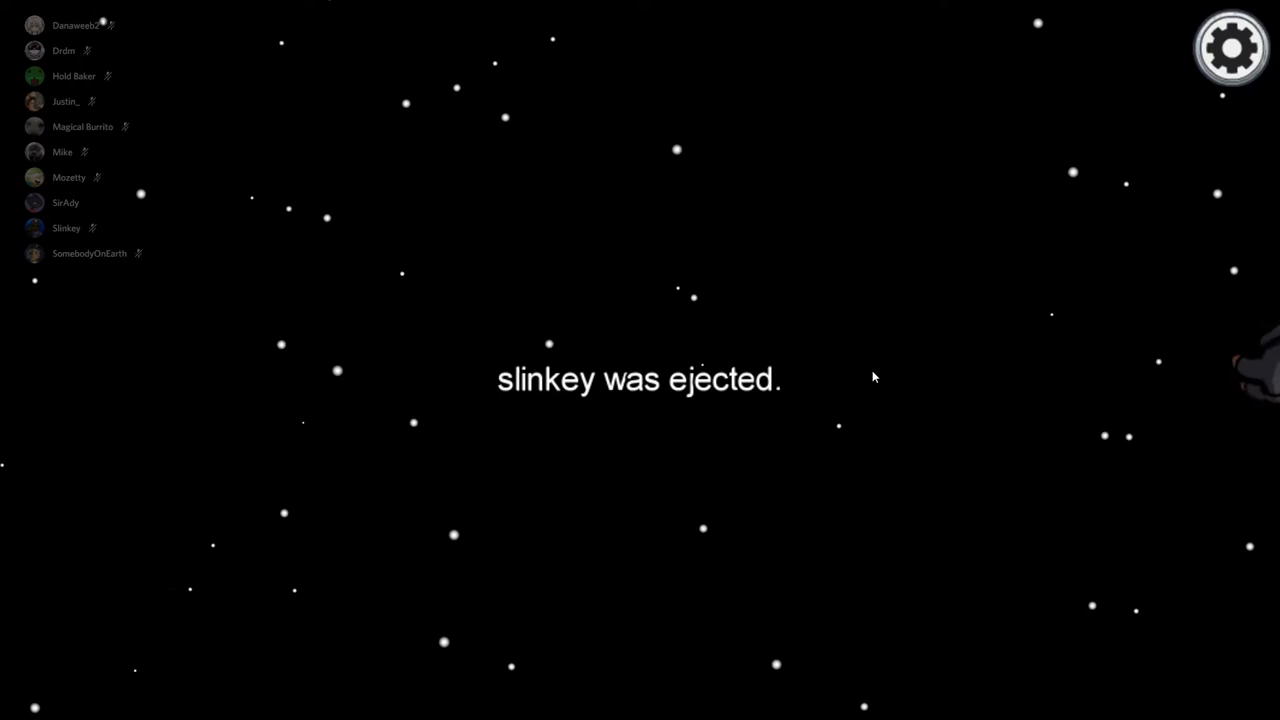 Danaweeb2
Drdm
Hold Baker
Justin_
Magical Burrito
Mike
Mozetty
SirAdy
Slinkey
SomebodyOnEarth
slinkey was ejected.